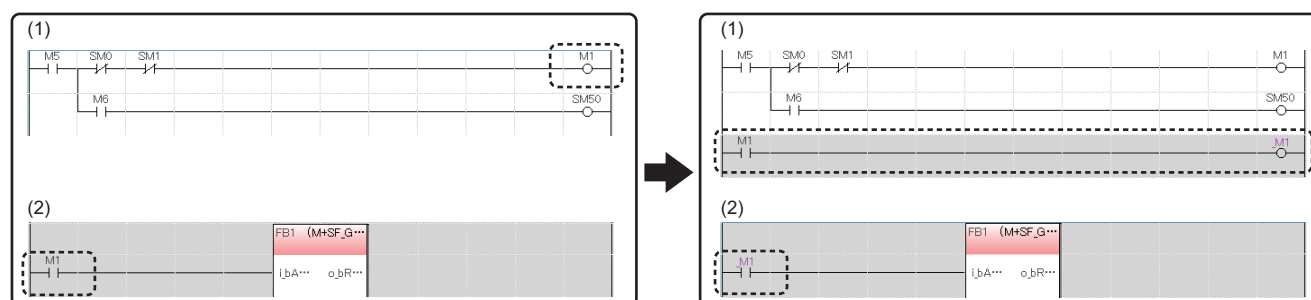 (1)
M5 SM0 SM1 M1
M6 SM50
(2)
FB1 (M+SF_G…
M1
i_bA… o_bR…
(1)
M5 SM0 SM1 M1
M6 SM50
M1 _M1
(2)
FB1 (M+SF_G…
_M1
i_bA… o_bR…